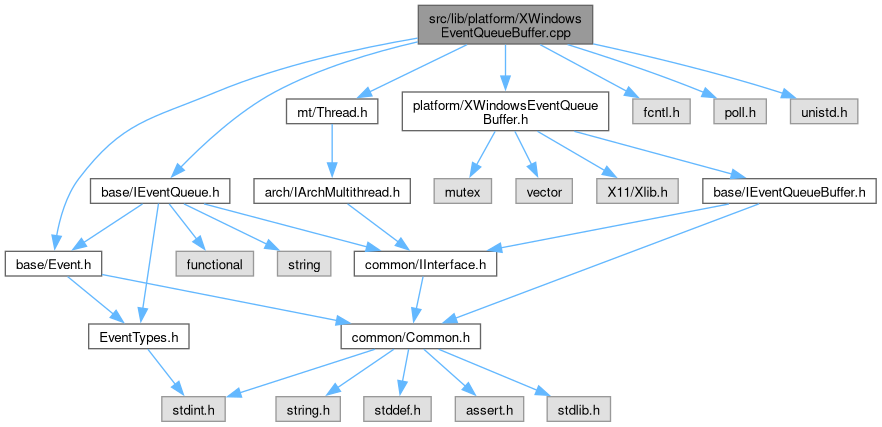 src/lib/platform/XWindows
EventQueueBuffer.cpp
mt/Thread.h
platform/XWindowsEventQueue
Buffer.h
fcntl.h
poll.h
unistd.h
base/IEventQueue.h
arch/IArchMultithread.h
mutex
vector
X11/Xlib.h
base/IEventQueueBuffer.h
base/Event.h
functional
string
common/IInterface.h
EventTypes.h
common/Common.h
stdint.h
string.h
stddef.h
assert.h
stdlib.h